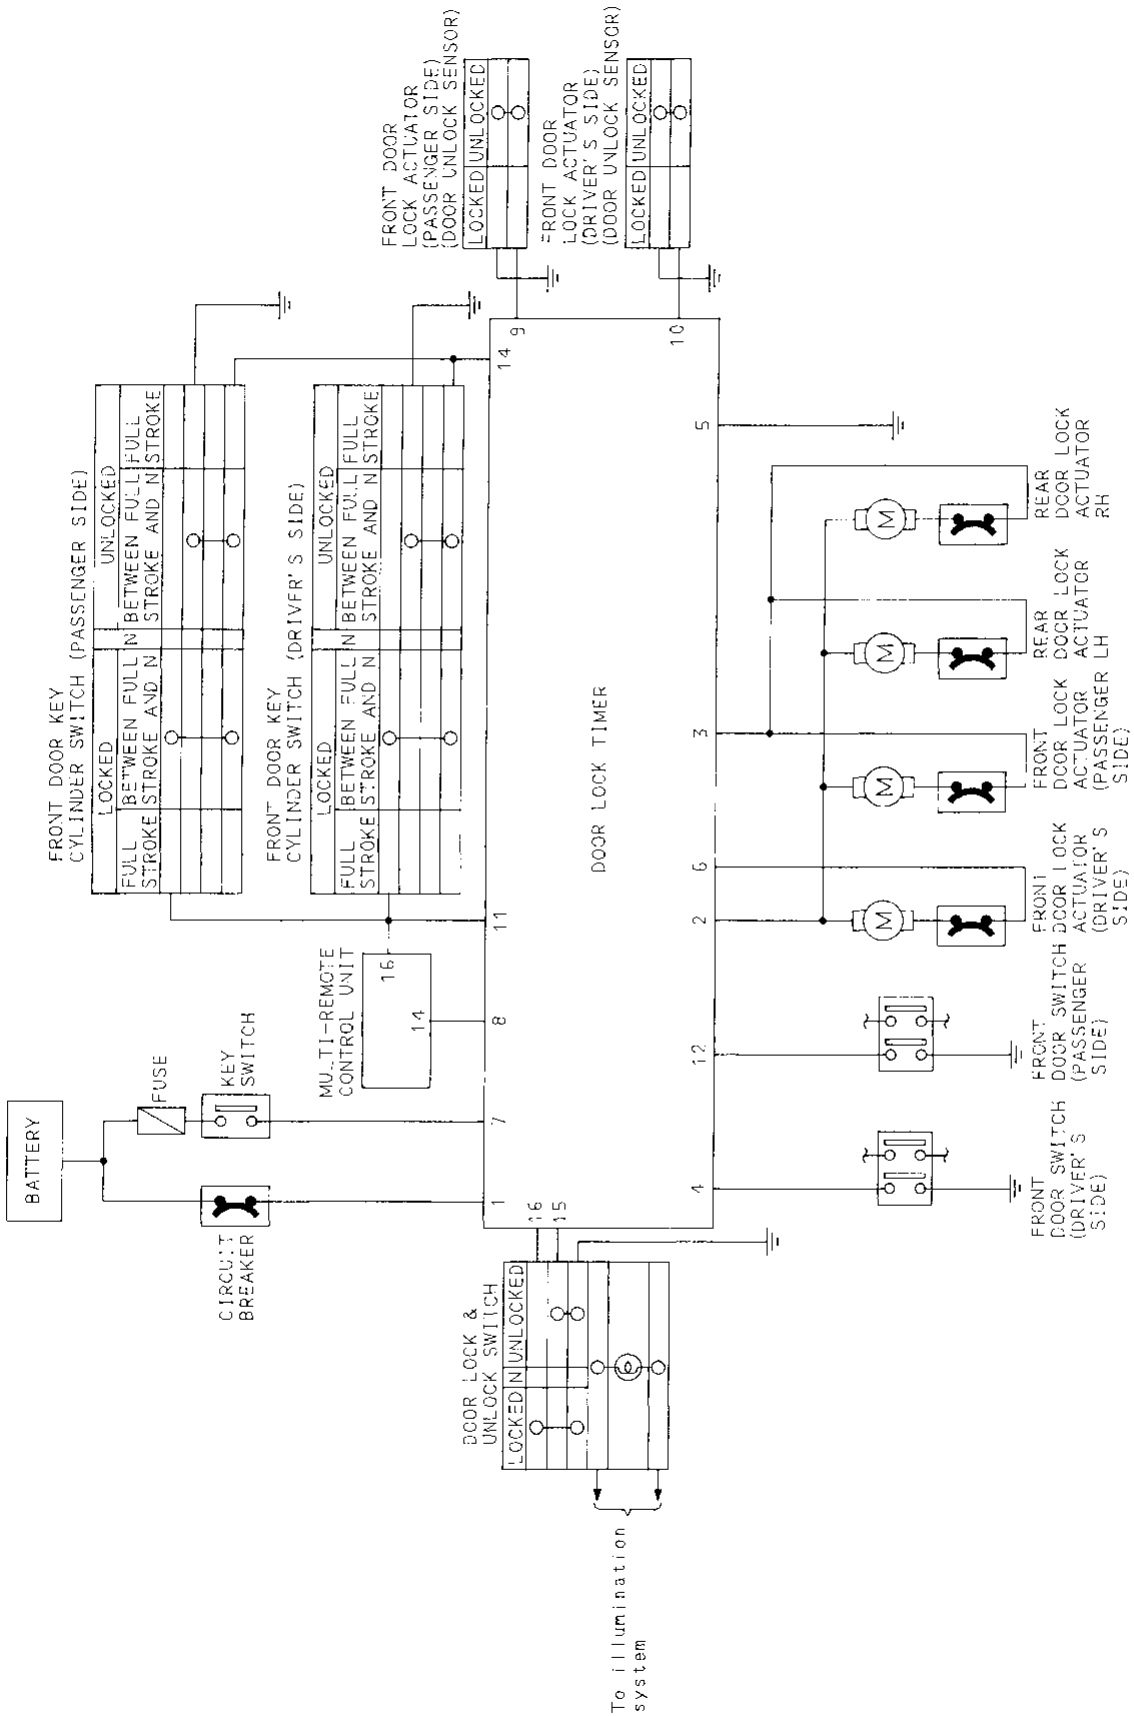 BATTERY
CIRCUIT
BREAKER
FUSE
KEY
SWITCH
MULTI-REMOTE
CONTROL UNIT
16
14
FRONT DOOR KEY
CYLINDER SWITCH (PASSENGER SIDE)
LOCKED
UNLOCKED
FULL
STROKE
BETWEEN FULL
STROKE AND N
N
BETWEEN FULL
STROKE AND N
FULL
STROKE
FRONT DOOR KEY
CYLINDER SWITCH (DRIVER'S SIDE)
LOCKED
UNLOCKED
FULL
STROKE
BETWEEN FULL
STROKE AND N
N
BETWEEN FULL
STROKE AND N
FULL
STROKE
FRONT DOOR
LOCK ACTUATOR
(PASSENGER SIDE)
(DOOR UNLOCK SENSOR)
LOCKED UNLOCKED
FRONT DOOR
LOCK ACTUATOR
(DRIVER'S SIDE)
(DOOR UNLOCK SENSOR)
LOCKED UNLOCKED
1
7
8
11
14
9
10
16
15
DOOR LOCK TIMER
4
12
2
6
3
5
DOOR LOCK &
UNLOCK SWITCH
LOCKED N UNLOCKED
To illumination
system
M
M
M
M
FRONT
DOOR SWITCH
(DRIVER'S
SIDE)
FRONT
DOOR SWITCH
(PASSENGER
SIDE)
FRONT
DOOR LOCK
ACTUATOR
(DRIVER'S
SIDE)
FRONT
DOOR LOCK
ACTUATOR
(PASSENGER
SIDE)
REAR
DOOR LOCK
ACTUATOR
LH
REAR
DOOR LOCK
ACTUATOR
RH